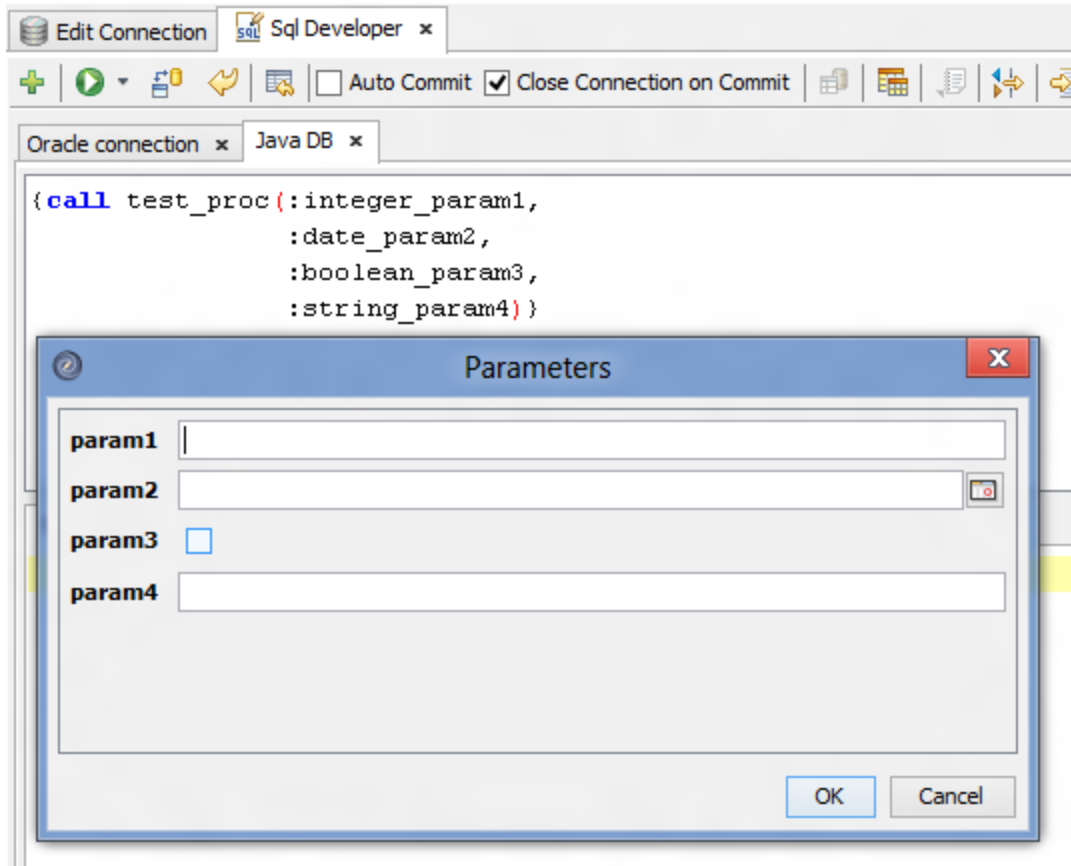 Edit Connection Sql Developer x
SQL
Auto Commit Close Connection on Commit
Oracle connection x Java DB x
{call test_proc(:integer_param1,
:date_param2,
:boolean_param3,
:string_param4)}
Parameters
param1
param2
param3
param4
OK Cancel